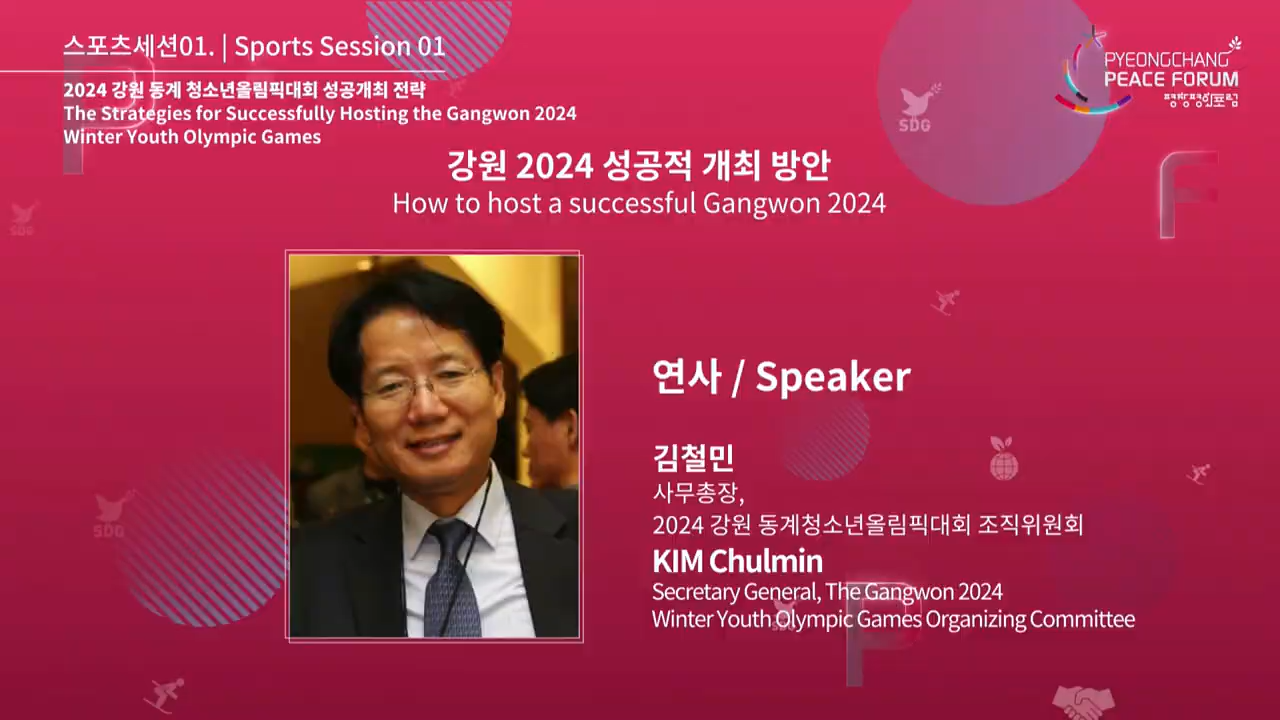 스포츠세션01. | Sports Session 01
2024 강원 동계 청소년올림픽대회 성공개최 전략
The Strategies for Successfully Hosting the Gangwon 2024
Winter Youth Olympic Games
PYEONGCHANG
PEACE FORUM
평창평화포럼
SDG
강원 2024 성공적 개최 방안
How to host a successful Gangwon 2024
P
F
SDG
연사 / Speaker
김철민
사무총장,
2024 강원 동계청소년올림픽대회 조직위원회
KIM Chulmin
Secretary General, The Gangwon 2024
Winter Youth Olympic Games Organizing Committee
SDG
SDG
P